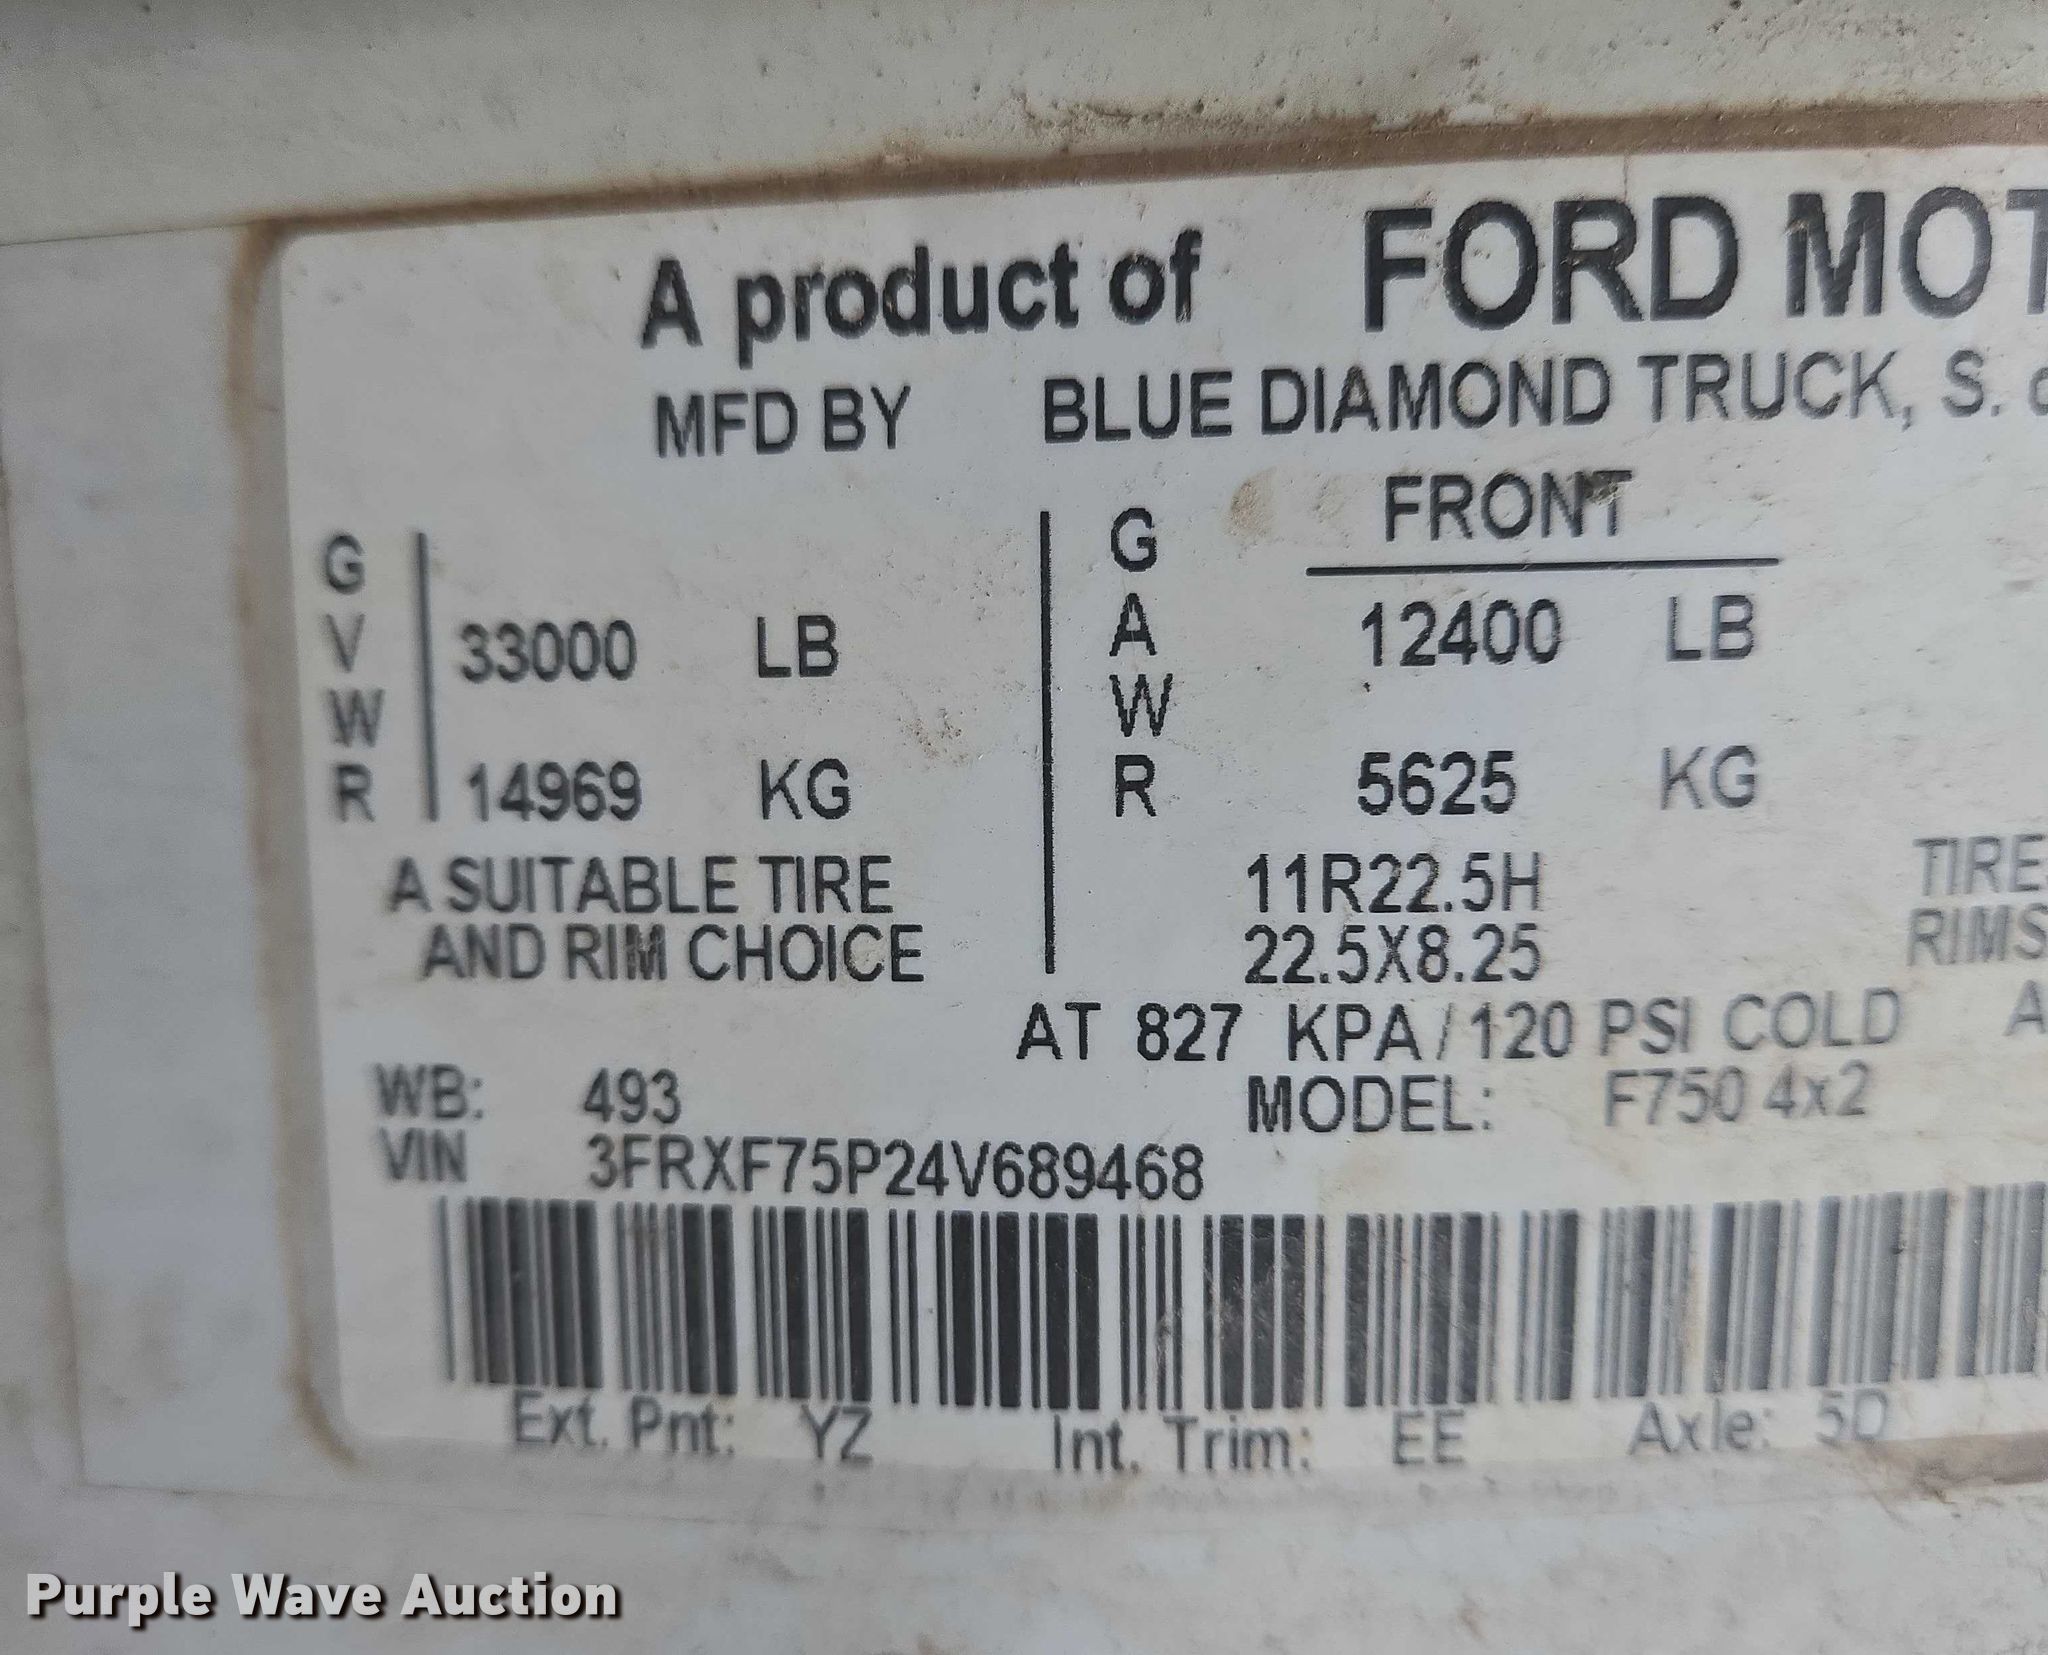 A product of FORD MOT
MFD BY BLUE DIAMOND TRUCK, S.
GVWR
33000 LB
14969 KG
GAWR
FRONT
12400 LB
5625 KG
A SUITABLE TIRE
AND RIM CHOICE
11R22.5H
22.5X8.25
TIRE
RIMS
AT 827 KPA / 120 PSI COLD A
WB: 493
MODEL: F750 4x2
VIN 3FRXF75P24V689468
Ext. Pnt: YZ Int. Trim: EE Axle: 5D
Purple Wave Auction